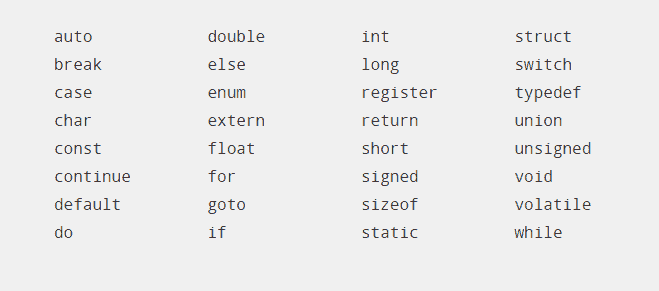 auto double int struct
break else long switch
case enum register typedef
char extern return union
const float short unsigned
continue for signed void
default goto sizeof volatile
do if static while